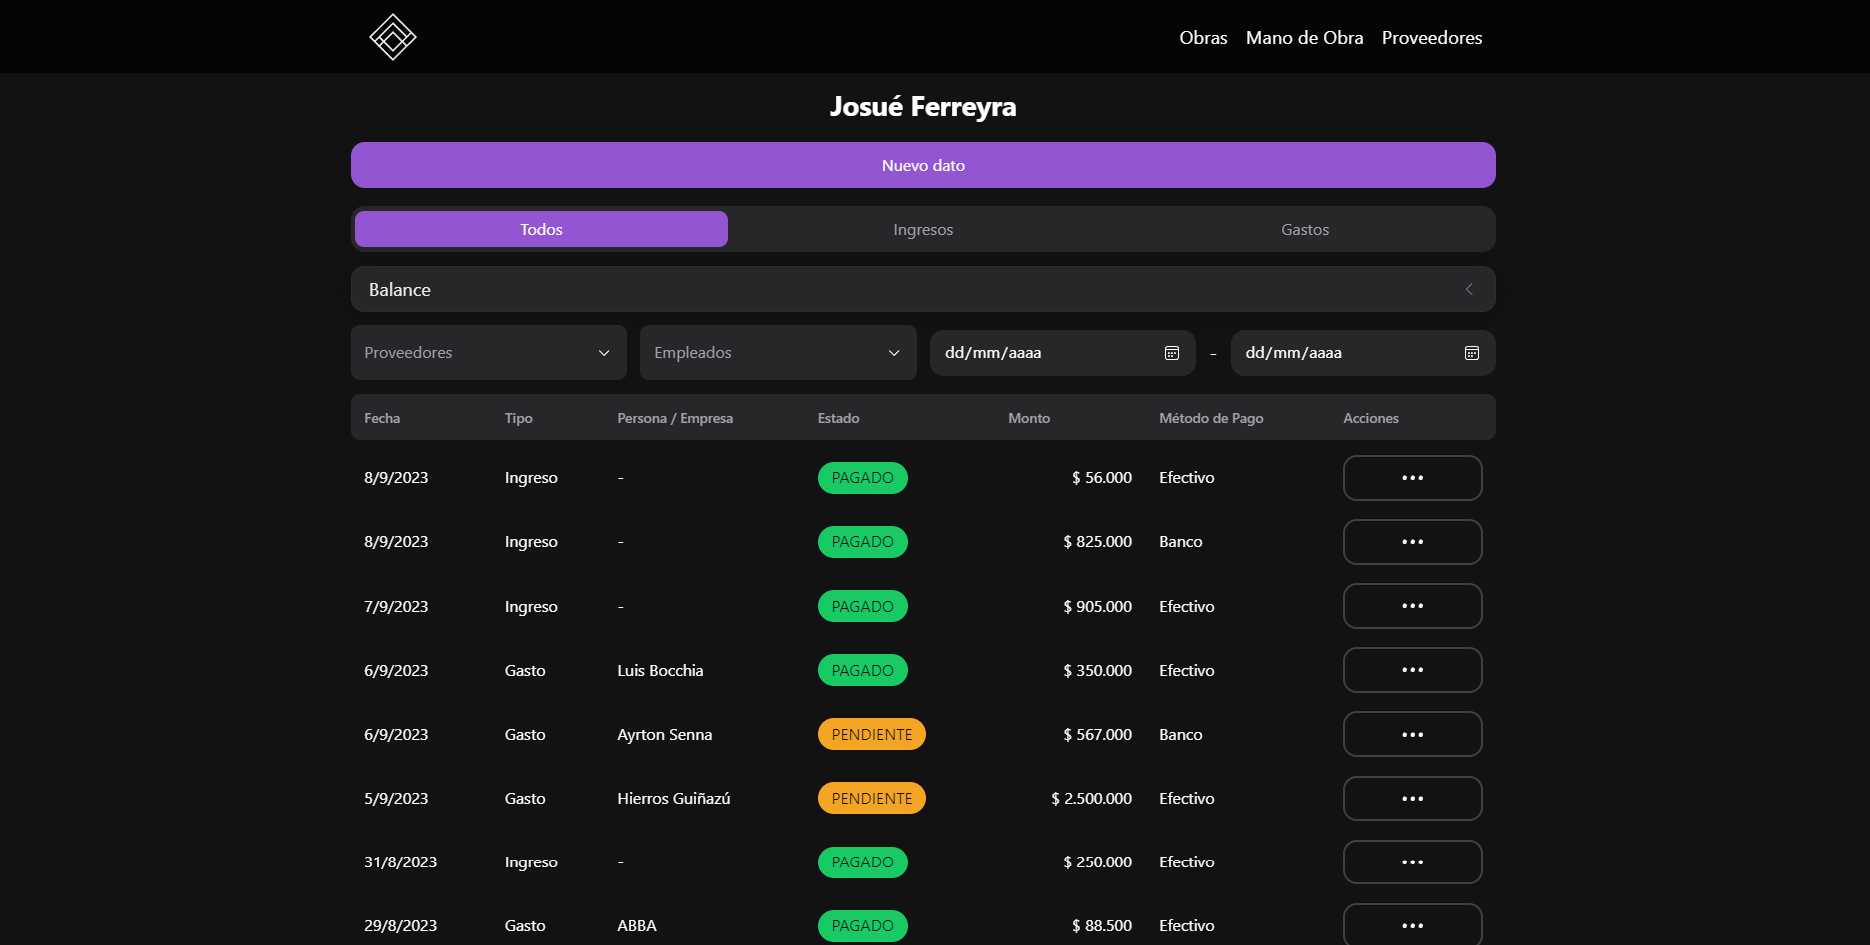 Obras Mano de Obra Proveedores
Josué Ferreyra
Nuevo dato
Todos Ingresos Gastos
Balance
Proveedores Empleados dd/mm/aaaa - dd/mm/aaaa
Fecha Tipo Persona / Empresa Estado Monto Método de Pago Acciones
8/9/2023 Ingreso - PAGADO $ 56.000 Efectivo
8/9/2023 Ingreso - PAGADO $ 825.000 Banco
7/9/2023 Ingreso - PAGADO $ 905.000 Efectivo
6/9/2023 Gasto Luis Bocchia PAGADO $ 350.000 Efectivo
6/9/2023 Gasto Ayrton Senna PENDIENTE $ 567.000 Banco
5/9/2023 Gasto Hierros Guiñazú PENDIENTE $ 2.500.000 Efectivo
31/8/2023 Ingreso - PAGADO $ 250.000 Efectivo
29/8/2023 Gasto ABBA PAGADO $ 88.500 Efectivo